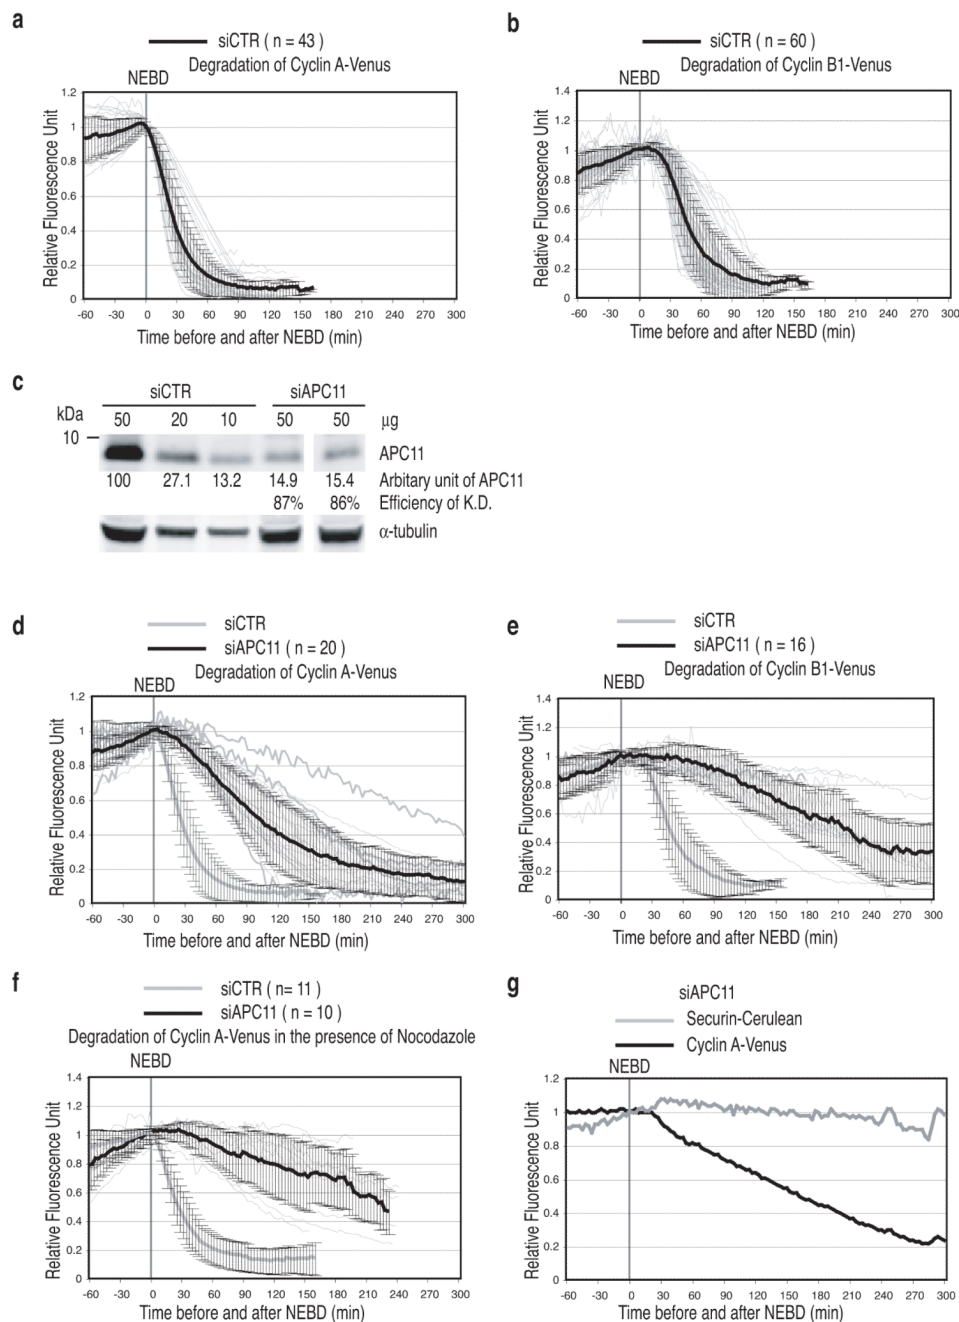 a
siCTR ( n = 43 )
Degradation of Cyclin A-Venus
NEBD
Relative Fluorescence Unit
1.2
1
0.8
0.6
0.4
0.2
0
-60 -30 0 30 60 90 120 150 180 210 240 270 300
Time before and after NEBD (min)
b
siCTR ( n = 60 )
Degradation of Cyclin B1-Venus
NEBD
Relative Fluorescence Unit
1.4
1.2
1
0.8
0.6
0.4
0.2
0
-60 -30 0 30 60 90 120 150 180 210 240 270 300
Time before and after NEBD (min)
c
siCTR siAPC11
kDa 50 20 10 50 50 µg
10 APC11
100 27.1 13.2 14.9 15.4 Arbitary unit of APC11
87% 86% Efficiency of K.D.
α-tubulin
d
siCTR
siAPC11 ( n = 20 )
Degradation of Cyclin A-Venus
NEBD
Relative Fluorescence Unit
1.2
1
0.8
0.6
0.4
0.2
0
-60 -30 0 30 60 90 120 150 180 210 240 270 300
Time before and after NEBD (min)
e
siCTR
siAPC11 ( n = 16 )
Degradation of Cyclin B1-Venus
NEBD
Relative Fluorescence Unit
1.4
1.2
1
0.8
0.6
0.4
0.2
0
-60 -30 0 30 60 90 120 150 180 210 240 270 300
Time before and after NEBD (min)
f
siCTR ( n= 11 )
siAPC11 ( n = 10 )
Degradation of Cyclin A-Venus in the presence of Nocodazole
NEBD
Relative Fluorescence Unit
1.4
1.2
1
0.8
0.6
0.4
0.2
0
-60 -30 0 30 60 90 120 150 180 210 240 270 300
Time before and after NEBD (min)
g
siAPC11
Securin-Cerulean
Cyclin A-Venus
NEBD
Relative Fluorescence Unit
1.2
1
0.8
0.6
0.4
0.2
0
-60 -30 0 30 60 90 120 150 180 210 240 270 300
Time before and after NEBD (min)